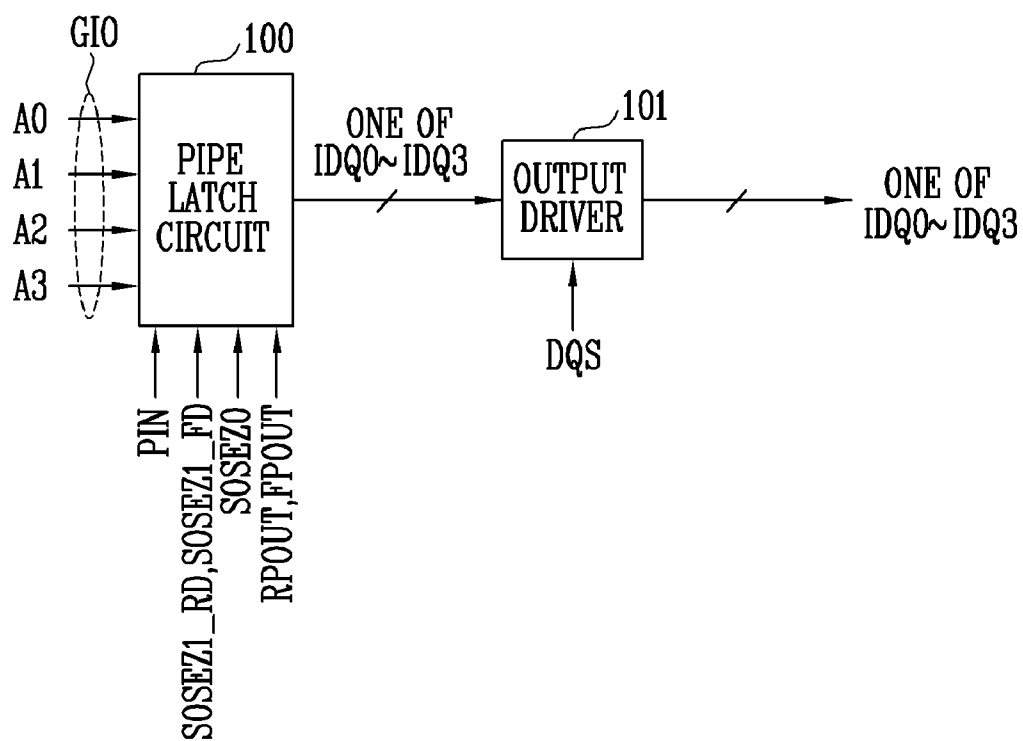 GIO
100
A0
A1
A2
A3
PIPE
LATCH
CIRCUIT
ONE OF
IDQ0~IDQ3
101
OUTPUT
DRIVER
ONE OF
IDQ0~IDQ3
DQS
PIN
SOSEZ1_RD,SOSEZ1_FD
SOSEZ0
RPOUT,FPOUT